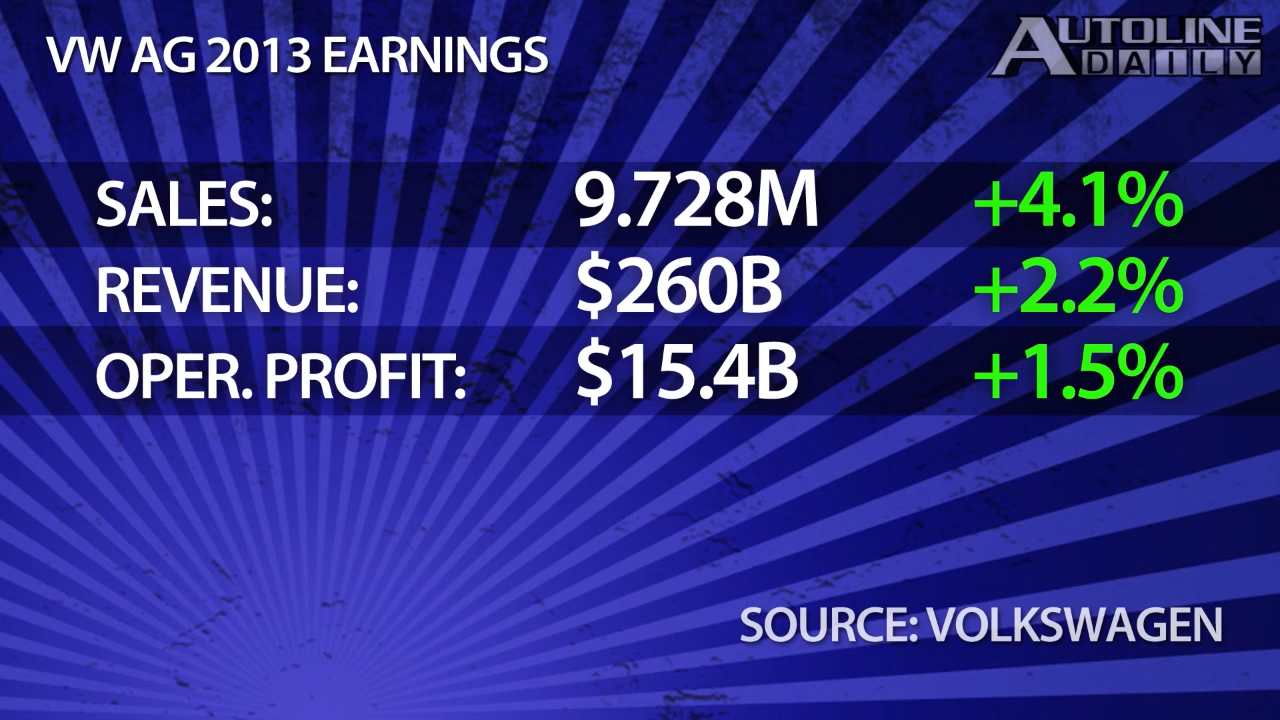 VW AG 2013 EARNINGS
AUTOLINE
DAILY
SALES: 9.728M +4.1%
REVENUE: $260B +2.2%
OPER. PROFIT: $15.4B +1.5%
SOURCE: VOLKSWAGEN